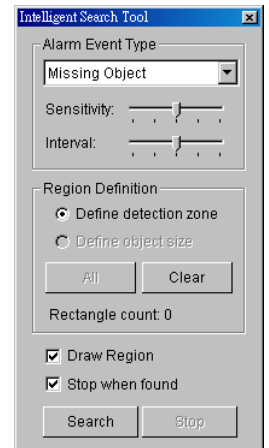 Intelligent Search Tool
Alarm Event Type
Missing Object
Sensitivity:
Interval:
Region Definition
Define detection zone
Define object size
All Clear
Rectangle count: 0
Draw Region
Stop when found
Search Stop